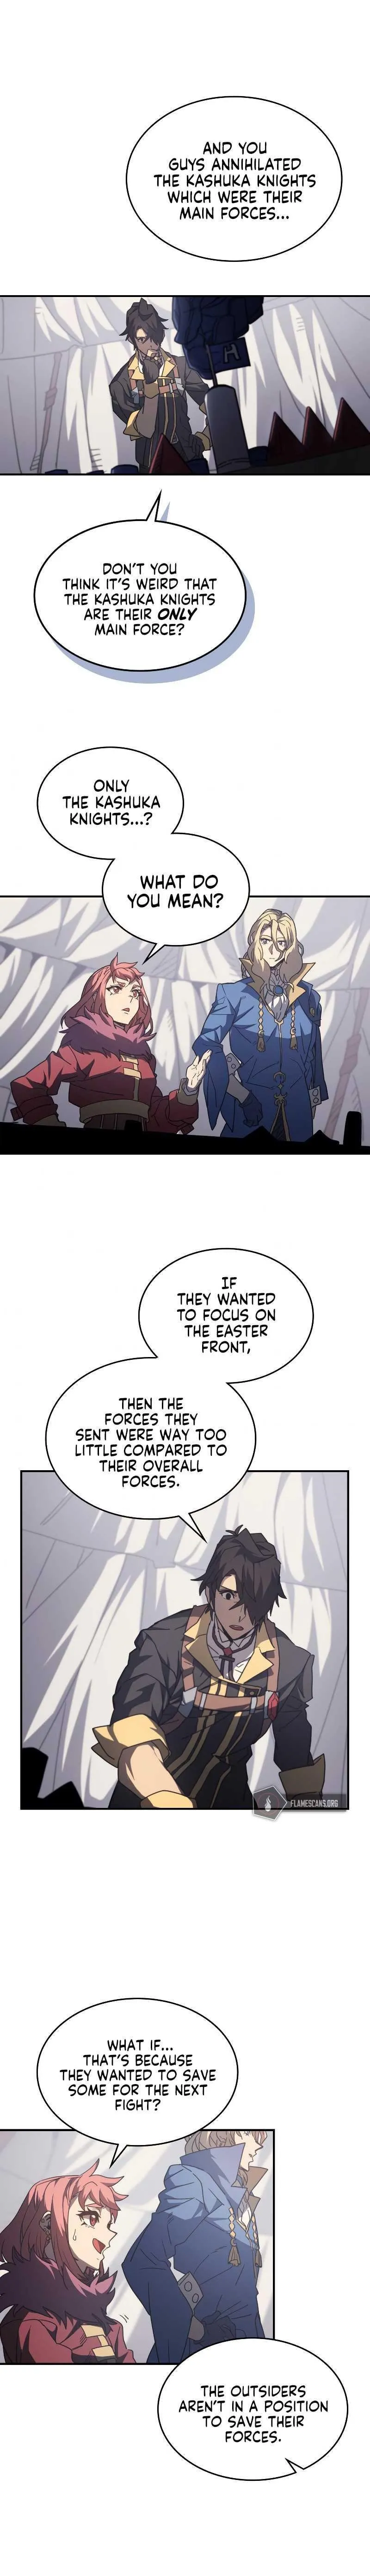 AND YOU
GUYS ANNIHILATED
THE KASHUKA KNIGHTS
WHICH WERE THEIR
MAIN FORCES...
H
DON'T YOU
THINK IT'S WEIRD THAT
THE KASHUKA KNIGHTS
ARE THEIR ONLY
MAIN FORCE?
ONLY
THE KASHUKA
KNIGHTS...?
WHAT DO
YOU MEAN?
IF
THEY WANTED
TO FOCUS ON
THE EASTER
FRONT,
THEN THE
FORCES THEY
SENT WERE WAY TOO
LITTLE COMPARED TO
THEIR OVERALL
FORCES.
FLAMESCANS.ORG
WHAT IF...
THAT'S BECAUSE
THEY WANTED TO SAVE
SOME FOR THE NEXT
FIGHT?
THE OUTSIDERS
AREN'T IN A POSITION
TO SAVE THEIR
FORCES.